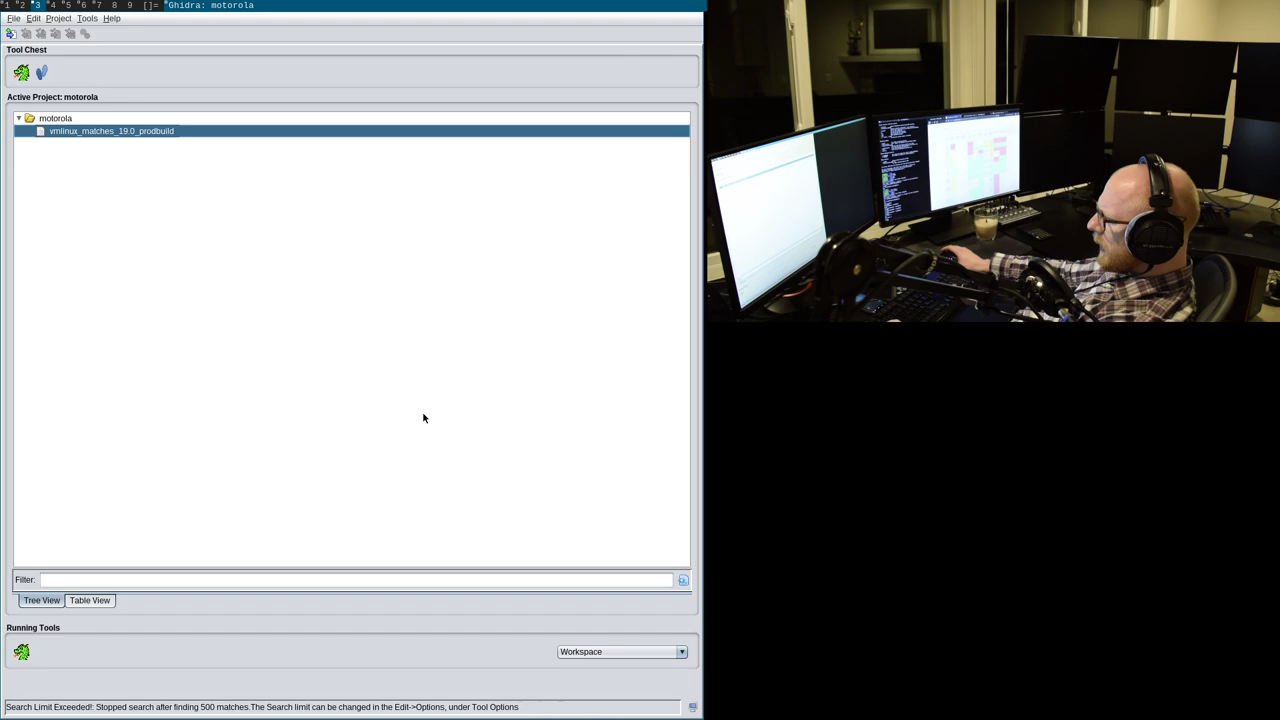 1 2 3 4 5 6 7 8 9 []= Ghidra: motorola
File Edit Project Tools Help
Tool Chest
Active Project: motorola
motorola
vmlinux_matches_19.0_prodbuild
Filter:
Tree View Table View
Running Tools
Workspace
Search Limit Exceeded!: Stopped search after finding 500 matches.The Search limit can be changed in the Edit->Options, under Tool Options